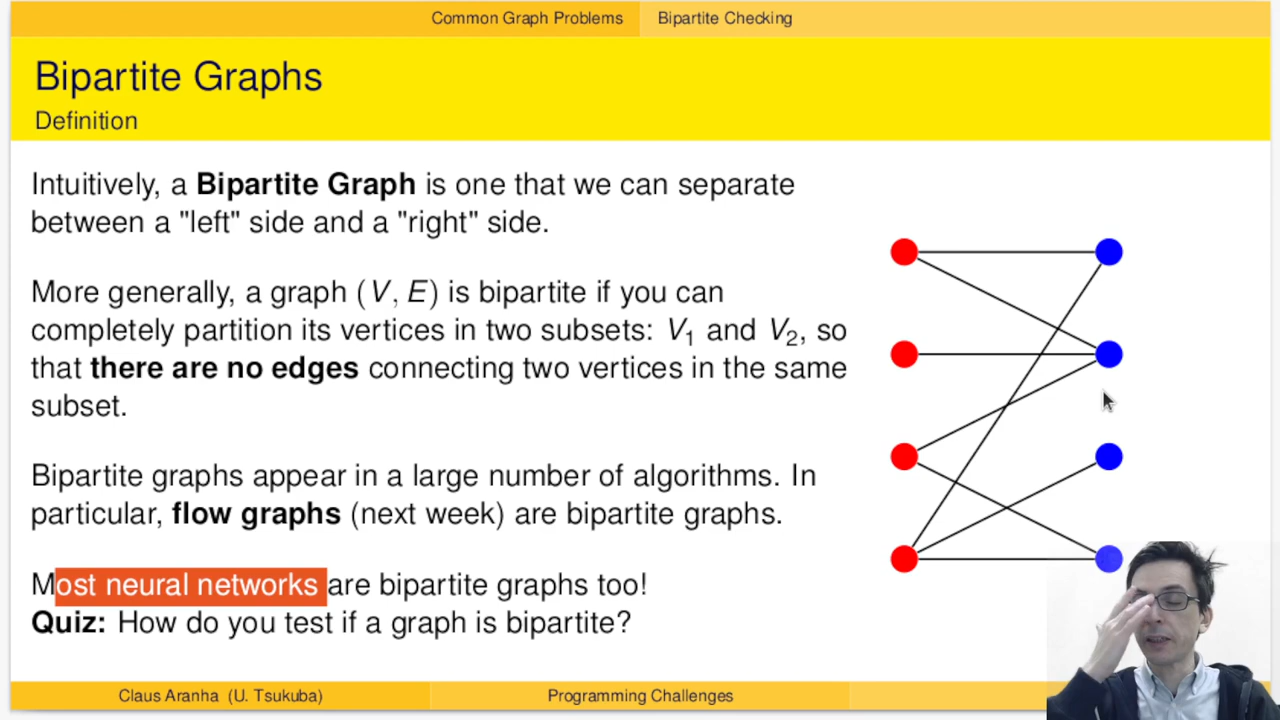 Common Graph Problems
Bipartite Checking
Bipartite Graphs
Definition
Intuitively, a Bipartite Graph is one that we can separate
between a "left" side and a "right" side.
More generally, a graph (V, E) is bipartite if you can
completely partition its vertices in two subsets: V₁ and V₂, so
that there are no edges connecting two vertices in the same
subset.
Bipartite graphs appear in a large number of algorithms. In
particular, flow graphs (next week) are bipartite graphs.
Most neural networks are bipartite graphs too!
Quiz: How do you test if a graph is bipartite?
Claus Aranha (U. Tsukuba)
Programming Challenges